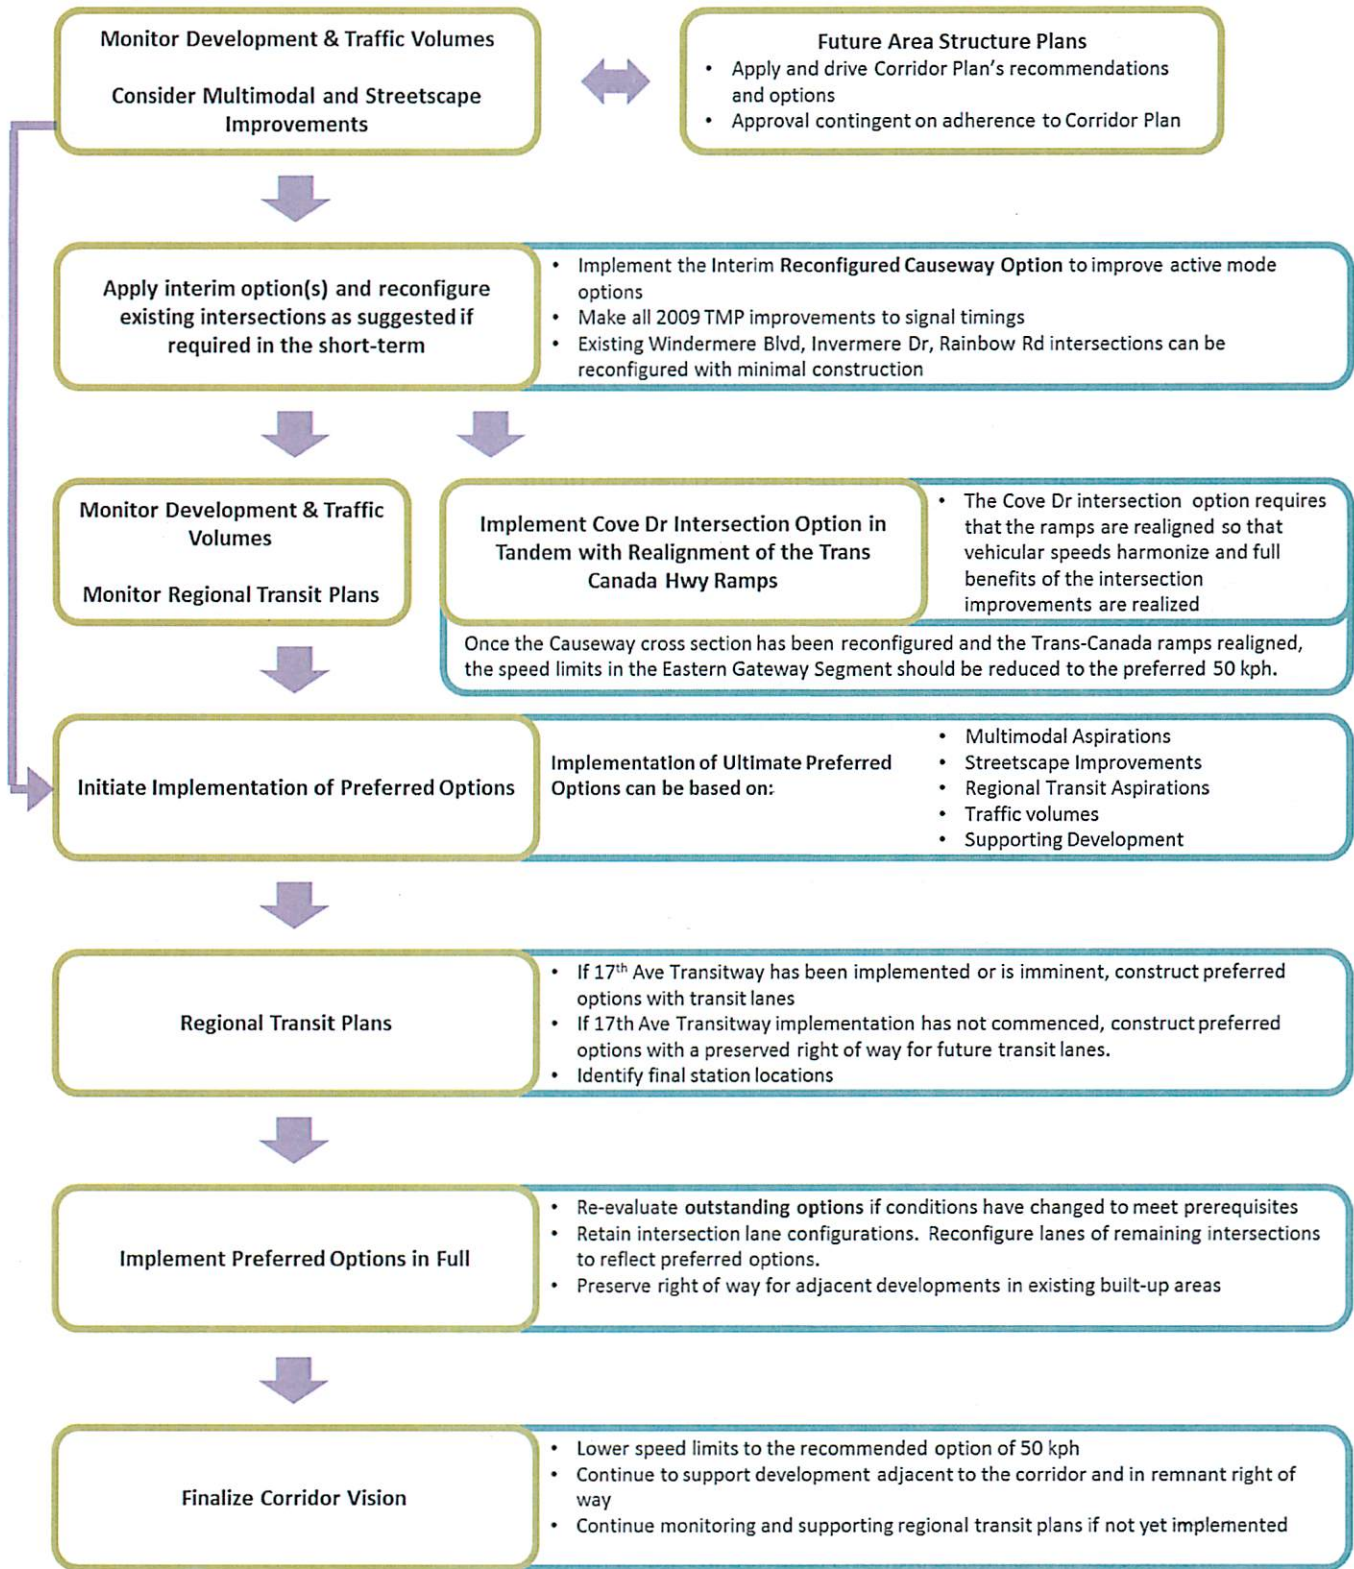 Monitor Development & Traffic Volumes
Consider Multimodal and Streetscape
Improvements
Future Area Structure Plans
• Apply and drive Corridor Plan's recommendations
and options
• Approval contingent on adherence to Corridor Plan
Apply interim option(s) and reconfigure
existing intersections as suggested if
required in the short-term
• Implement the Interim Reconfigured Causeway Option to improve active mode
options
• Make all 2009 TMP improvements to signal timings
• Existing Windermere Blvd, Invermere Dr, Rainbow Rd intersections can be
reconfigured with minimal construction
Monitor Development & Traffic
Volumes
Monitor Regional Transit Plans
Implement Cove Dr Intersection Option in
Tandem with Realignment of the Trans
Canada Hwy Ramps
• The Cove Dr intersection option requires
that the ramps are realigned so that
vehicular speeds harmonize and full
benefits of the intersection
improvements are realized
Once the Causeway cross section has been reconfigured and the Trans-Canada ramps realigned,
the speed limits in the Eastern Gateway Segment should be reduced to the preferred 50 kph.
Initiate Implementation of Preferred Options
Implementation of Ultimate Preferred
Options can be based on:
• Multimodal Aspirations
• Streetscape Improvements
• Regional Transit Aspirations
• Traffic volumes
• Supporting Development
Regional Transit Plans
• If 17th Ave Transitway has been implemented or is imminent, construct preferred
options with transit lanes
• If 17th Ave Transitway implementation has not commenced, construct preferred
options with a preserved right of way for future transit lanes.
• Identify final station locations
Implement Preferred Options in Full
• Re-evaluate outstanding options if conditions have changed to meet prerequisites
• Retain intersection lane configurations. Reconfigure lanes of remaining intersections
to reflect preferred options.
• Preserve right of way for adjacent developments in existing built-up areas
Finalize Corridor Vision
• Lower speed limits to the recommended option of 50 kph
• Continue to support development adjacent to the corridor and in remnant right of
way
• Continue monitoring and supporting regional transit plans if not yet implemented